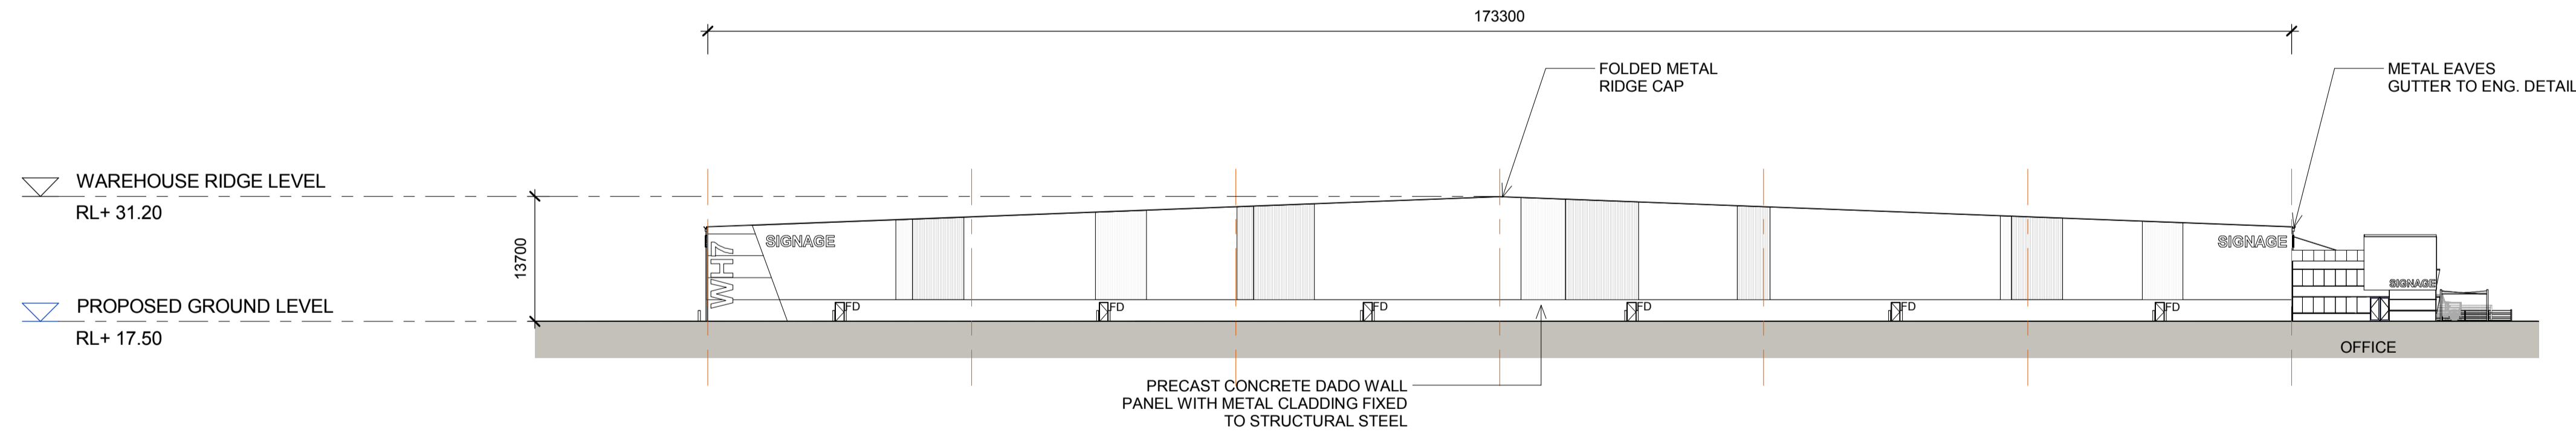 173300
FOLDED METAL
RIDGE CAP
METAL EAVES
GUTTER TO ENG. DETAIL
WAREHOUSE RIDGE LEVEL
RL+ 31.20
13700
WH7
SIGNAGE
SIGNAGE
SIGNAGE
PROPOSED GROUND LEVEL
RL+ 17.50
FD
FD
FD
FD
FD
FD
OFFICE
PRECAST CONCRETE DADO WALL
PANEL WITH METAL CLADDING FIXED
TO STRUCTURAL STEEL